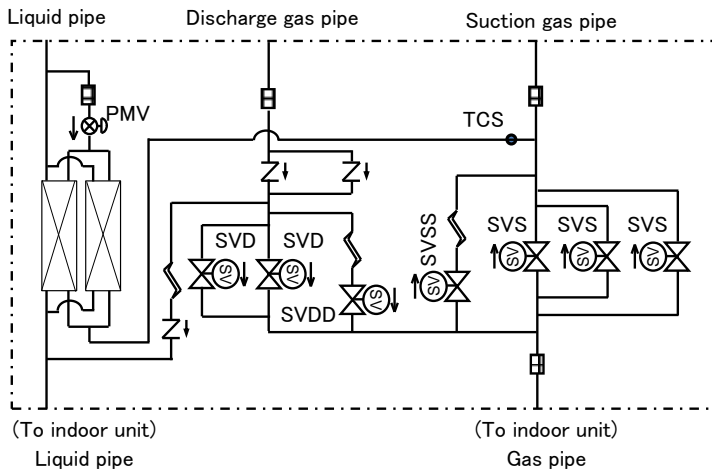 Liquid pipe
Discharge gas pipe
Suction gas pipe
PMV
TCS
SVD
SVD
SVSS
SVS
SVS
SVS
SV
SV
SV
SV
SV
SV
SV
SVDD
(To indoor unit)
Liquid pipe
(To indoor unit)
Gas pipe